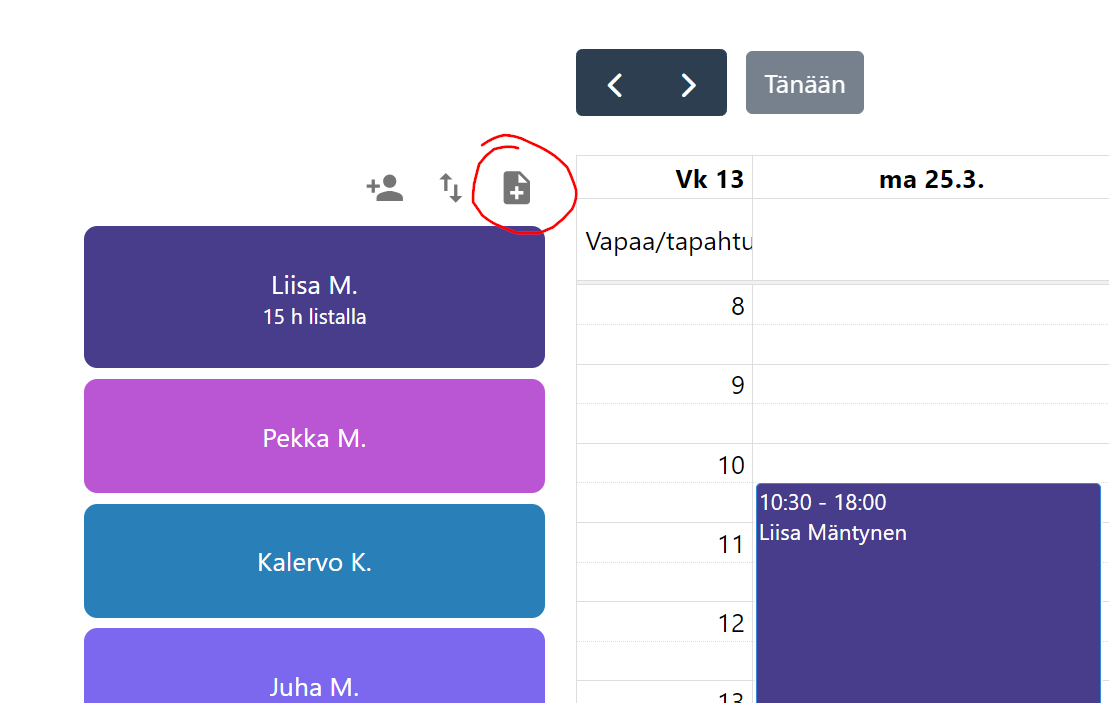 Tänään
Vk 13
ma 25.3.
Vapaa/tapahtu
Liisa M.
15 h listalla
Pekka M.
Kalervo K.
Juha M.
8
9
10
10:30 - 18:00
Liisa Mäntynen
11
12
13